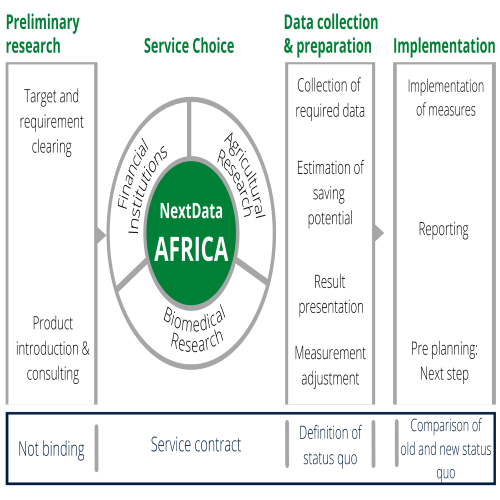 Preliminary
research
Target and
requirement
clearing
Product
introduction &
consulting
Not binding
Service Choice
Financial
Institutions
Agricultural
Research
NextData
AFRICA
Biomedical
Research
Service contract
Data collection
& preparation
Collection of
required data
Estimation of
saving
potential
Result
presentation
Measurement
adjustment
Definition of
status quo
Implementation
Implementation
of measures
Reporting
Pre planning:
Next step
Comparison of
old and new status
quo